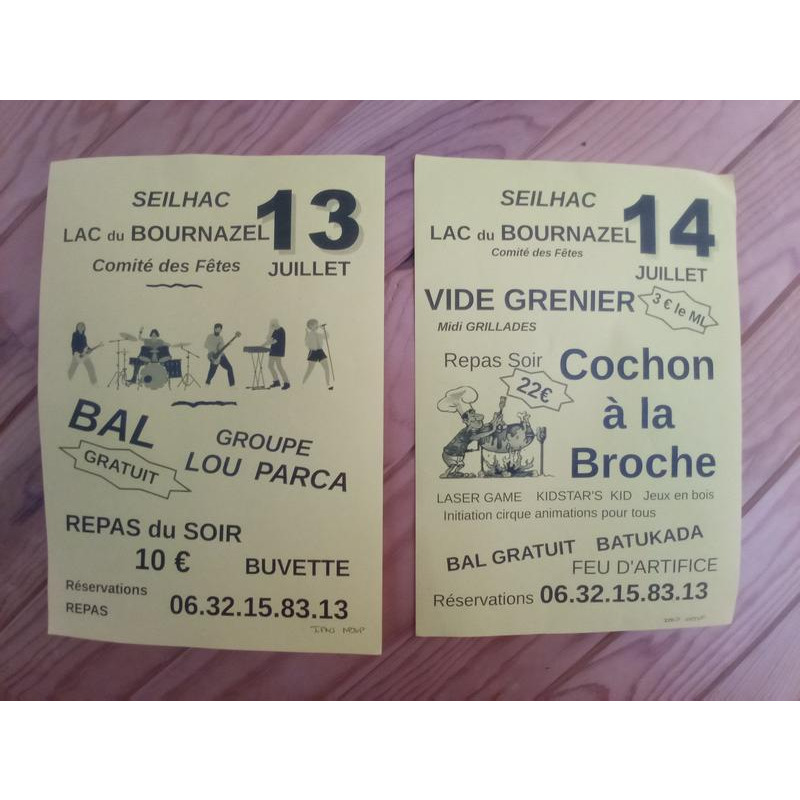 SEILHAC
13
LAC du BOURNAZEL
Comité des Fêtes
JUILLET
BAL
GRATUIT
GROUPE
LOU PARCA
REPAS du SOIR
10 €
BUVETTE
Réservations
REPAS
06.32.15.83.13
SEILHAC
14
LAC du BOURNAZEL
Comité des Fêtes
JUILLET
VIDE GRENIER
3 € le ML
Midi GRILLADES
Repas Soir
22€
Cochon
à la
Broche
LASER GAME KIDSTAR'S KID Jeux en bois
Initiation cirque animations pour tous
BAL GRATUIT BATUKADA
FEU D'ARTIFICE
Réservations 06.32.15.83.13